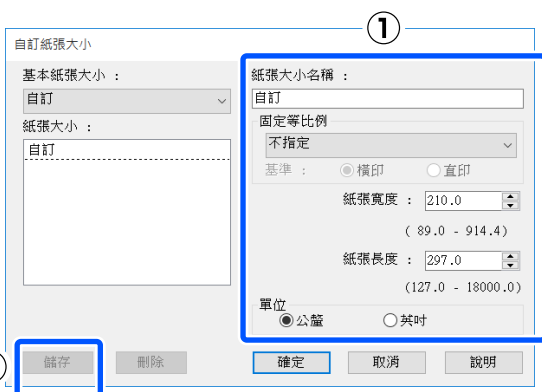 ①
自訂紙張大小
基本紙張大小 :
自訂
紙張大小 :
自訂
紙張大小名稱 :
自訂
固定等比例
不指定
基準 : 橫印 直印
紙張寬度 : 210.0
( 89.0 - 914.4)
紙張長度 : 297.0
(127.0 - 18000.0)
單位
公釐 英吋
儲存 刪除 確定 取消 說明